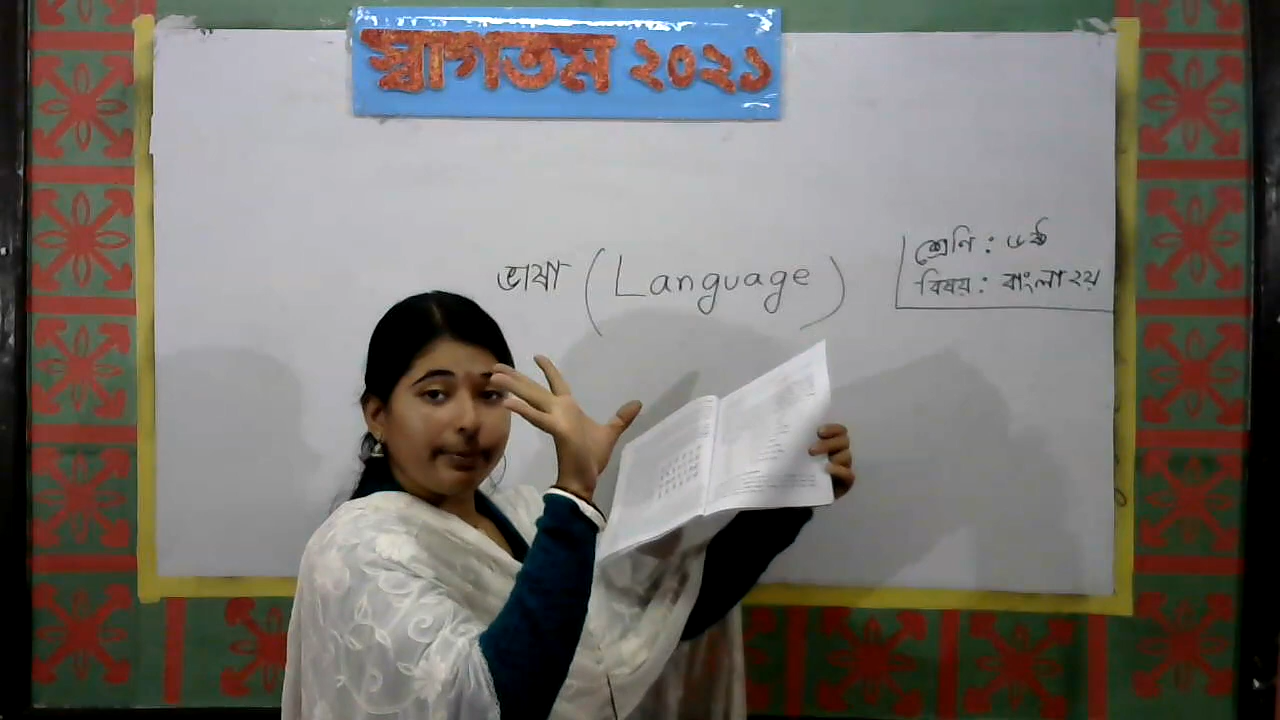 স্বাগতম ২০২১
ভাষা (Language)
শ্রেণি : ৬ষ্ঠ
বিষয় : বাংলা ২য়